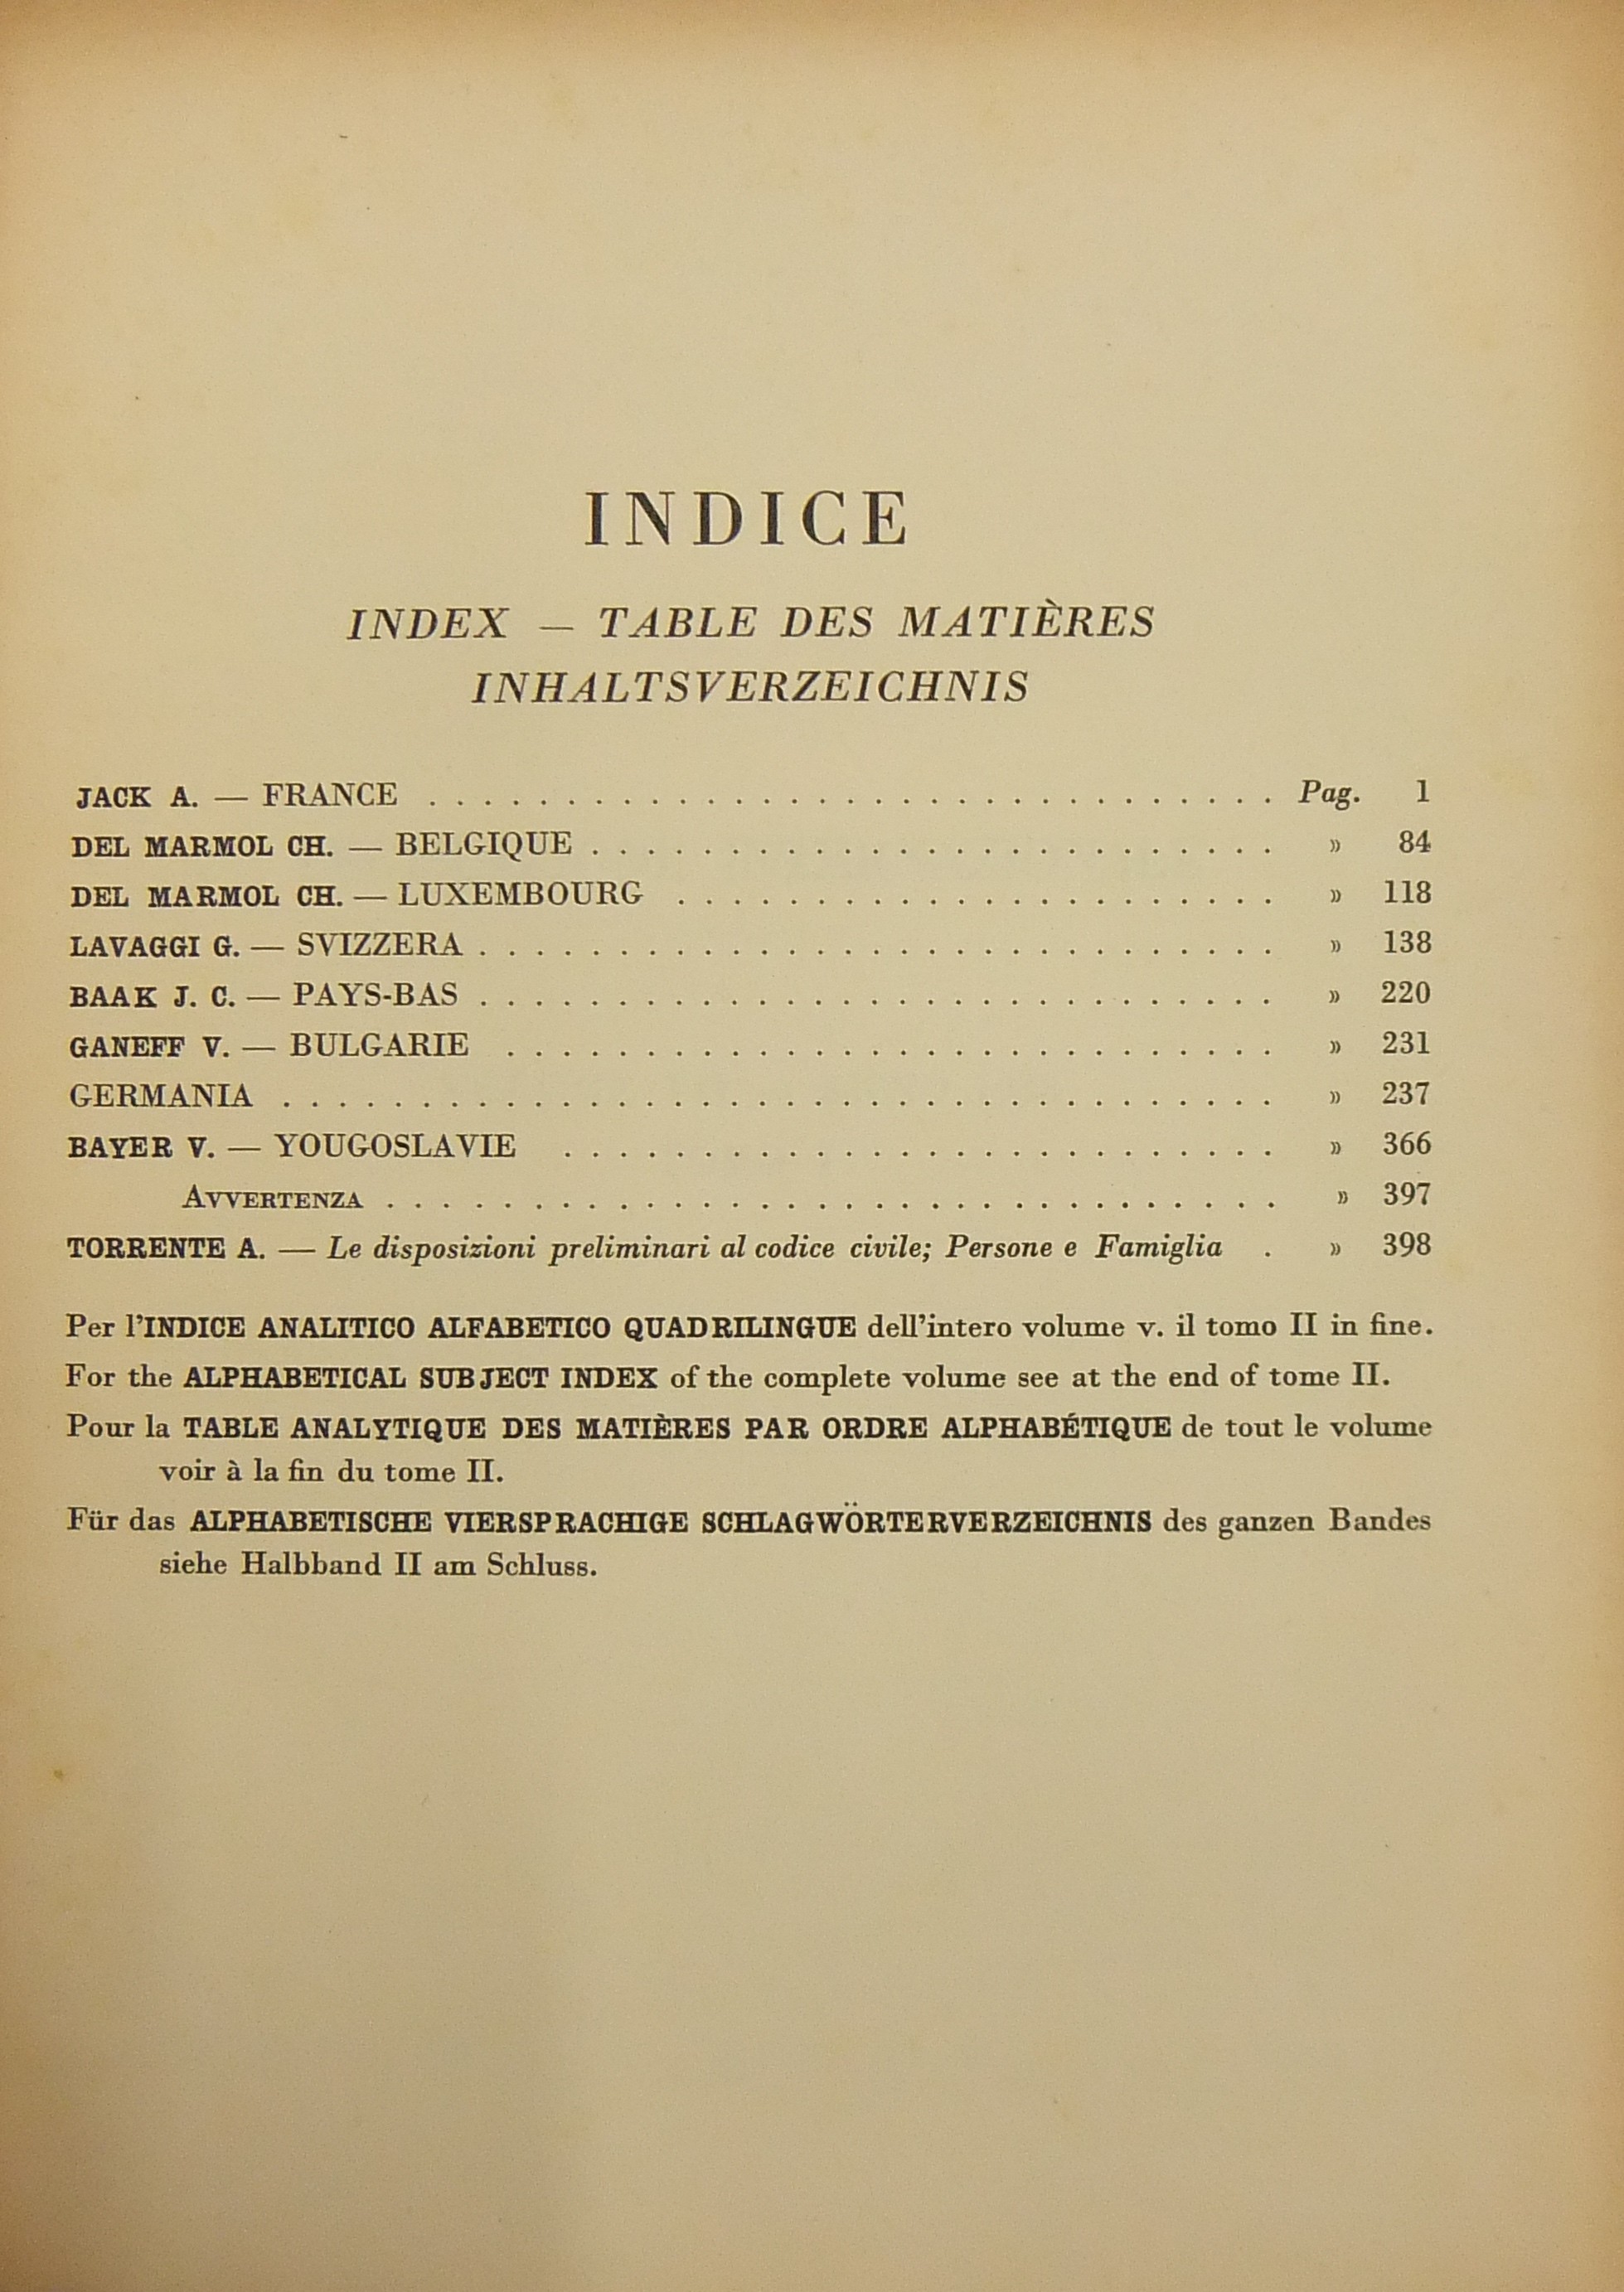 INDICE
INDEX — TABLE DES MATIÈRES
INHALTSVERZEICHNIS
JACK A. — FRANCE . . . . . . . . . . . . . . . . . . . . . . . . . . . . . . . Pag. 1
DEL MARMOL CH. — BELGIQUE . . . . . . . . . . . . . . . . . . . . . . . . . » 84
DEL MARMOL CH. — LUXEMBOURG . . . . . . . . . . . . . . . . . . . . . . » 118
LAVAGGI G. — SVIZZERA . . . . . . . . . . . . . . . . . . . . . . . . . . . . . » 138
BAAK J. C. — PAYS-BAS . . . . . . . . . . . . . . . . . . . . . . . . . . . . . » 220
GANEFF V. — BULGARIE . . . . . . . . . . . . . . . . . . . . . . . . . . . . » 231
GERMANIA . . . . . . . . . . . . . . . . . . . . . . . . . . . . . . . . . . . . » 237
BAYER V. — YOUGOSLAVIE . . . . . . . . . . . . . . . . . . . . . . . . . . » 366
AVVERTENZA . . . . . . . . . . . . . . . . . . . . . . . . . . . . . . . . » 397
TORRENTE A. — Le disposizioni preliminari al codice civile; Persone e Famiglia . » 398
Per l'INDICE ANALITICO ALFABETICO QUADRILINGUE dell'intero volume v. il tomo II in fine.
For the ALPHABETICAL SUBJECT INDEX of the complete volume see at the end of tome II.
Pour la TABLE ANALYTIQUE DES MATIÈRES PAR ORDRE ALPHABÉTIQUE de tout le volume
voir à la fin du tome II.
Für das ALPHABETISCHE VIERSPRACHIGE SCHLAGWÖRTERVERZEICHNIS des ganzen Bandes
siehe Halbband II am Schluss.